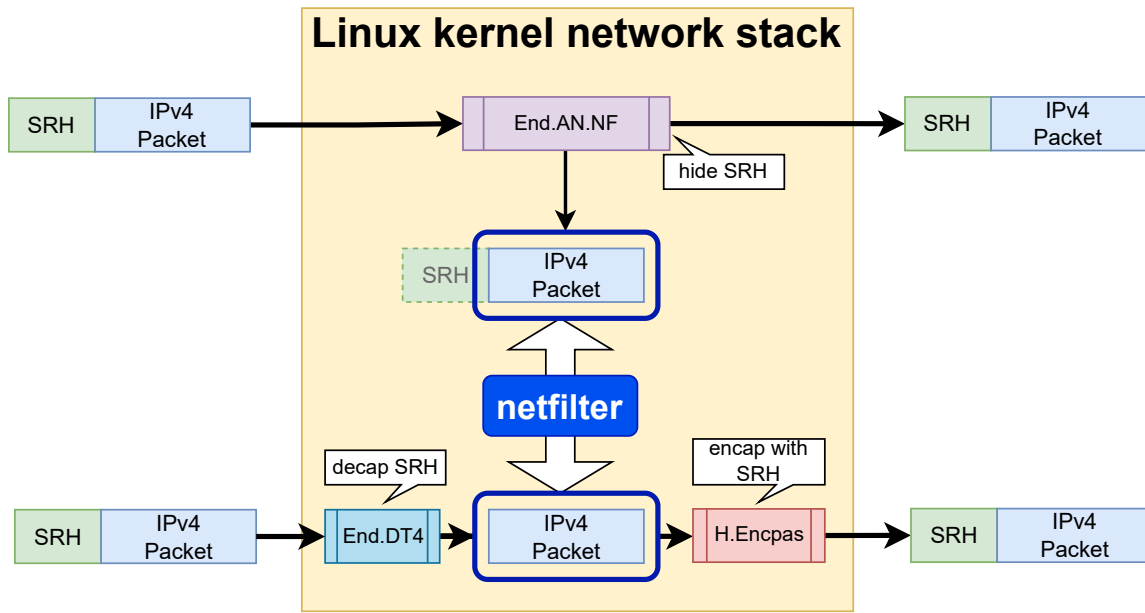 Linux kernel network stack
SRH
IPv4
Packet
End.AN.NF
SRH
IPv4
Packet
hide SRH
SRH
IPv4
Packet
netfilter
decap SRH
encap with
SRH
SRH
IPv4
Packet
End.DT4
IPv4
Packet
H.Encpas
SRH
IPv4
Packet